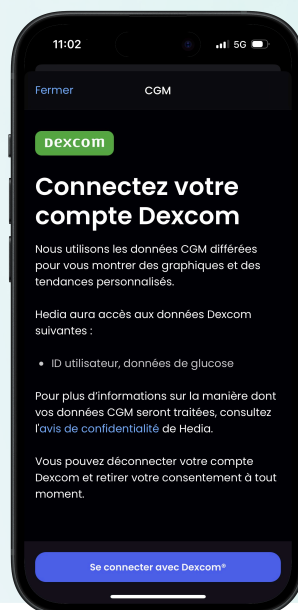 11:02
5G
Fermer
CGM
Dexcom
Connectez votre
compte Dexcom
Nous utilisons les données CGM différées
pour vous montrer des graphiques et des
tendances personnalisés.
Hedia aura accès aux données Dexcom
suivantes :
• ID utilisateur, données de glucose
Pour plus d'informations sur la manière dont
vos données CGM seront traitées, consultez
l'avis de confidentialité de Hedia.
Vous pouvez déconnecter votre compte
Dexcom et retirer votre consentement à tout
moment.
Se connecter avec Dexcom®